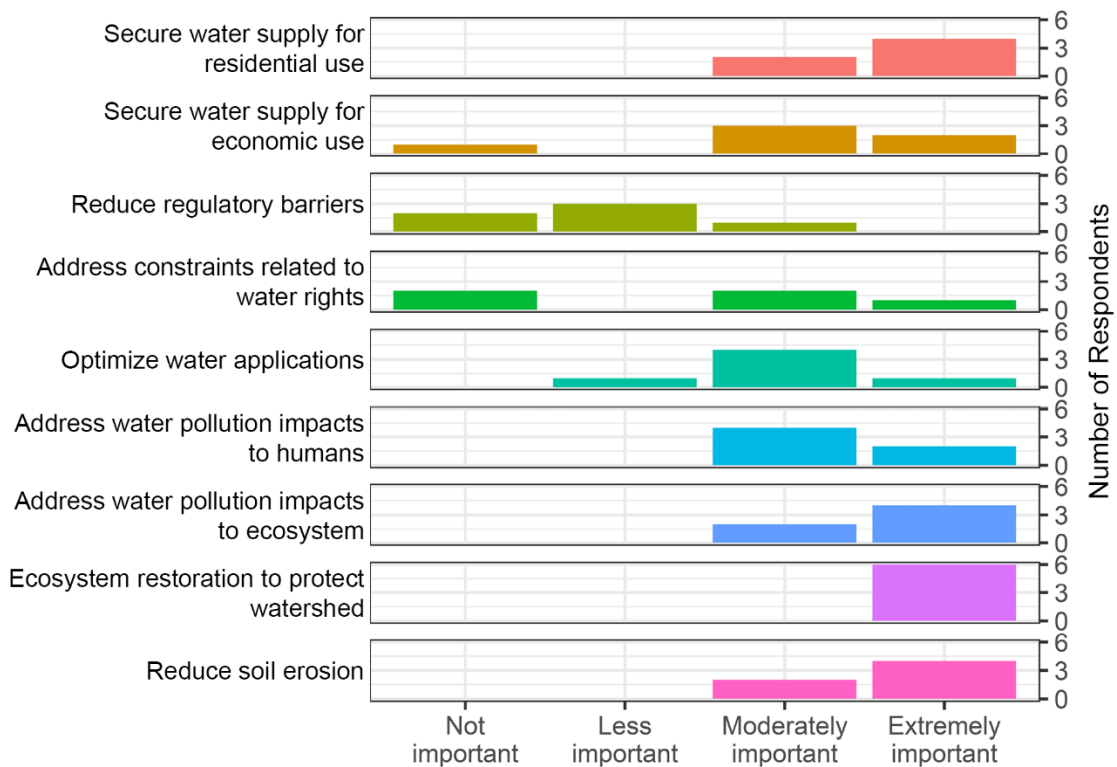 Secure water supply for
residential use
6
3
0
Secure water supply for
economic use
6
3
0
Reduce regulatory barriers
6
3
0
Address constraints related to
water rights
6
3
0
Optimize water applications
6
3
0
Address water pollution impacts
to humans
6
3
0
Address water pollution impacts
to ecosystem
6
3
0
Ecosystem restoration to protect
watershed
6
3
0
Reduce soil erosion
6
3
0
Number of Respondents
Not
important
Less
important
Moderately
important
Extremely
important